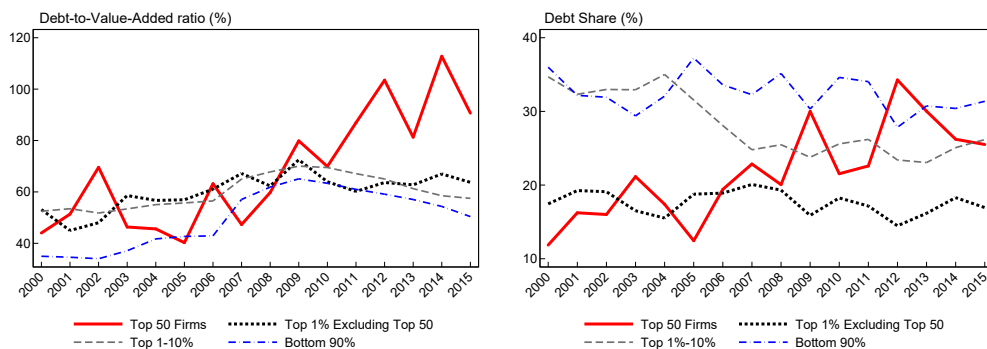 Debt-to-Value-Added ratio (%)
120
100
80
60
40
2000 2001 2002 2003 2004 2005 2006 2007 2008 2009 2010 2011 2012 2013 2014 2015
Top 50 Firms Top 1% Excluding Top 50
Top 1-10% Bottom 90%
Debt Share (%)
40
30
20
10
2000 2001 2002 2003 2004 2005 2006 2007 2008 2009 2010 2011 2012 2013 2014 2015
Top 50 Firms Top 1% Excluding Top 50
Top 1%-10% Bottom 90%